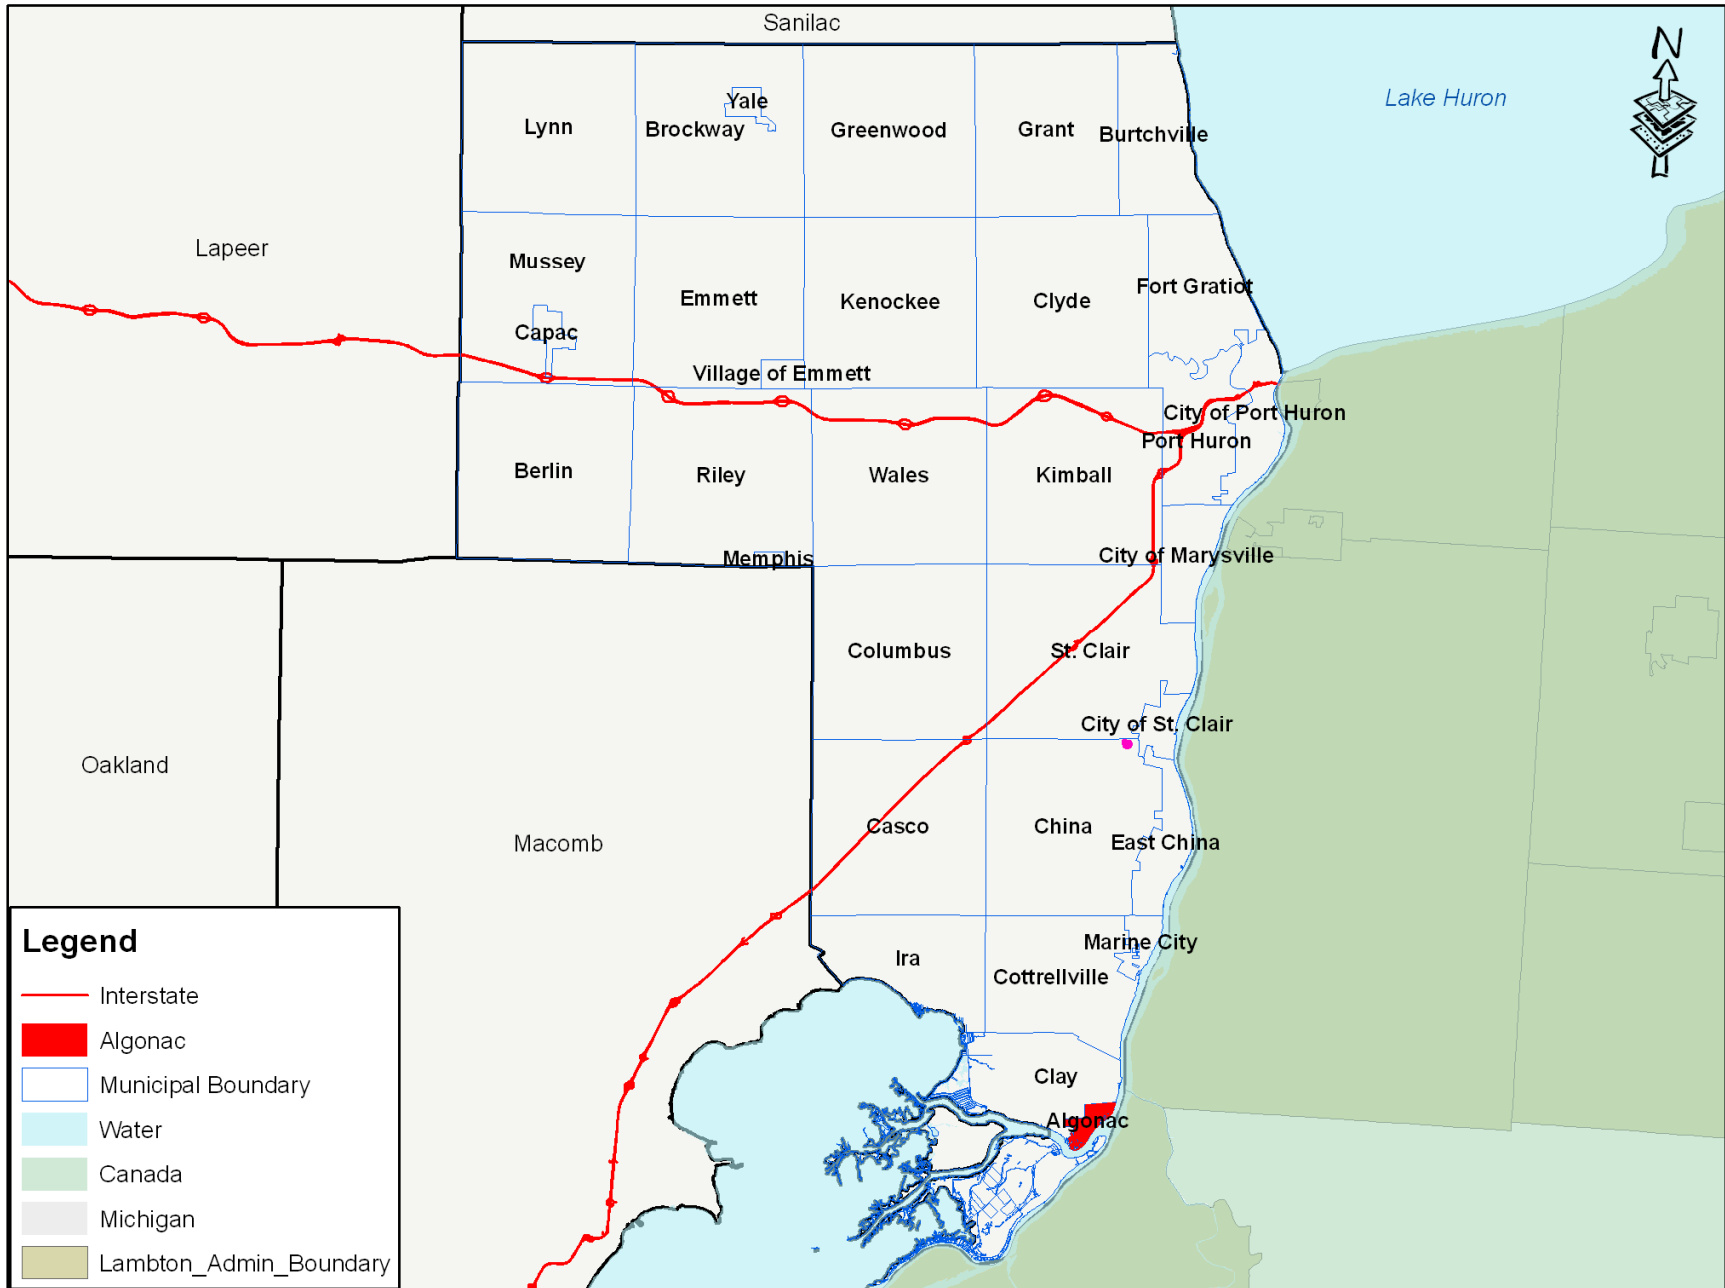 Sanilac
N
Lake Huron
Yale
Lynn
Brockway
Greenwood
Grant
Burtchville
Lapeer
Mussey
Emmett
Kenockee
Clyde
Fort Gratiot
Capac
Village of Emmett
City of Port Huron
Port Huron
Berlin
Riley
Wales
Kimball
Memphis
City of Marysville
Columbus
St. Clair
City of St. Clair
Oakland
Macomb
Casco
China
East China
Marine City
Ira
Cottrellville
Clay
Algonac
Legend
Interstate
Algonac
Municipal Boundary
Water
Canada
Michigan
Lambton_Admin_Boundary